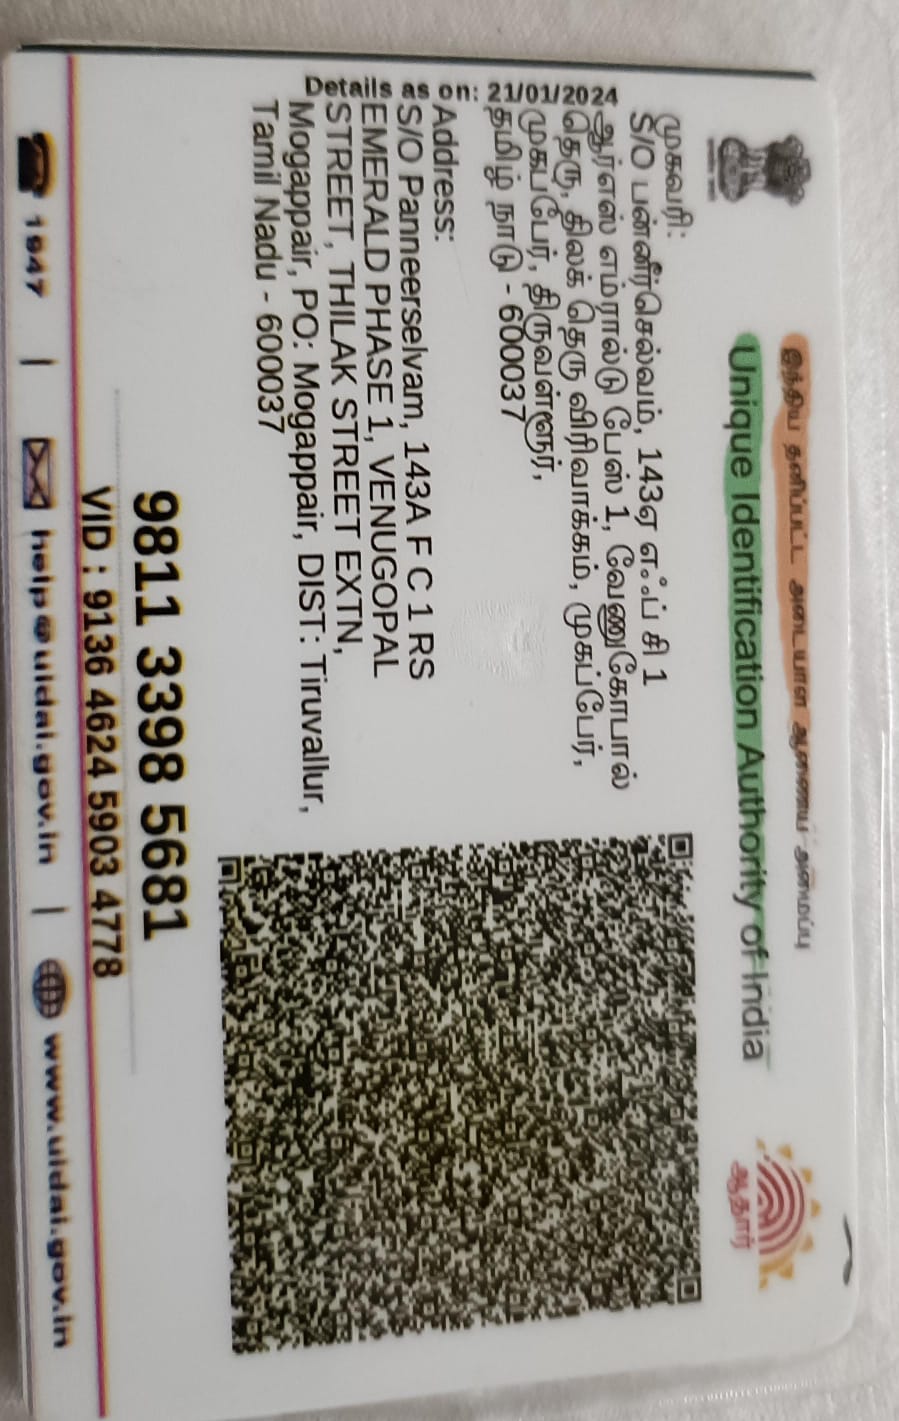 இந்திய தனிப்பட்ட அடையாள ஆணைய அமைப்பு
Unique Identification Authority of India
ஆதார்
Details as on: 21/01/2024
முகவரி:
S/O பன்னீர்செல்வம், 143ஏ எஃப் சி 1
ஆர்எஸ் எம்ரால்டு பேஸ் 1, வேணுகோபால்
தெரு, திலக் தெரு விரிவாக்கம், முகப்பேர்,
முகப்பேர், திருவள்ளூர்,
தமிழ் நாடு - 600037
Address:
S/O Panneerselvam, 143A F C 1 RS
EMERALD PHASE 1, VENUGOPAL
STREET, THILAK STREET EXTN,
Mogappair, PO: Mogappair, DIST: Tiruvallur,
Tamil Nadu - 600037
9811 3398 5681
VID : 9136 4624 5903 4778
1947 | help@uidai.gov.in | www.uidai.gov.in